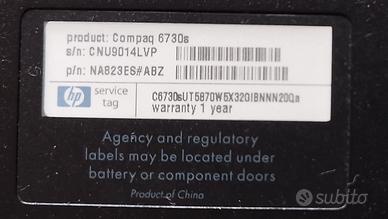 product: Compaq 6730s
s/n: CNU9014LVP
p/n: NA823ES#ABZ
hp
service
tag
C6730sUT5870W5X320IBNNN20Qa
warranty 1 year
Agency and regulatory
labels may be located under
battery or component doors
Product of China
subito